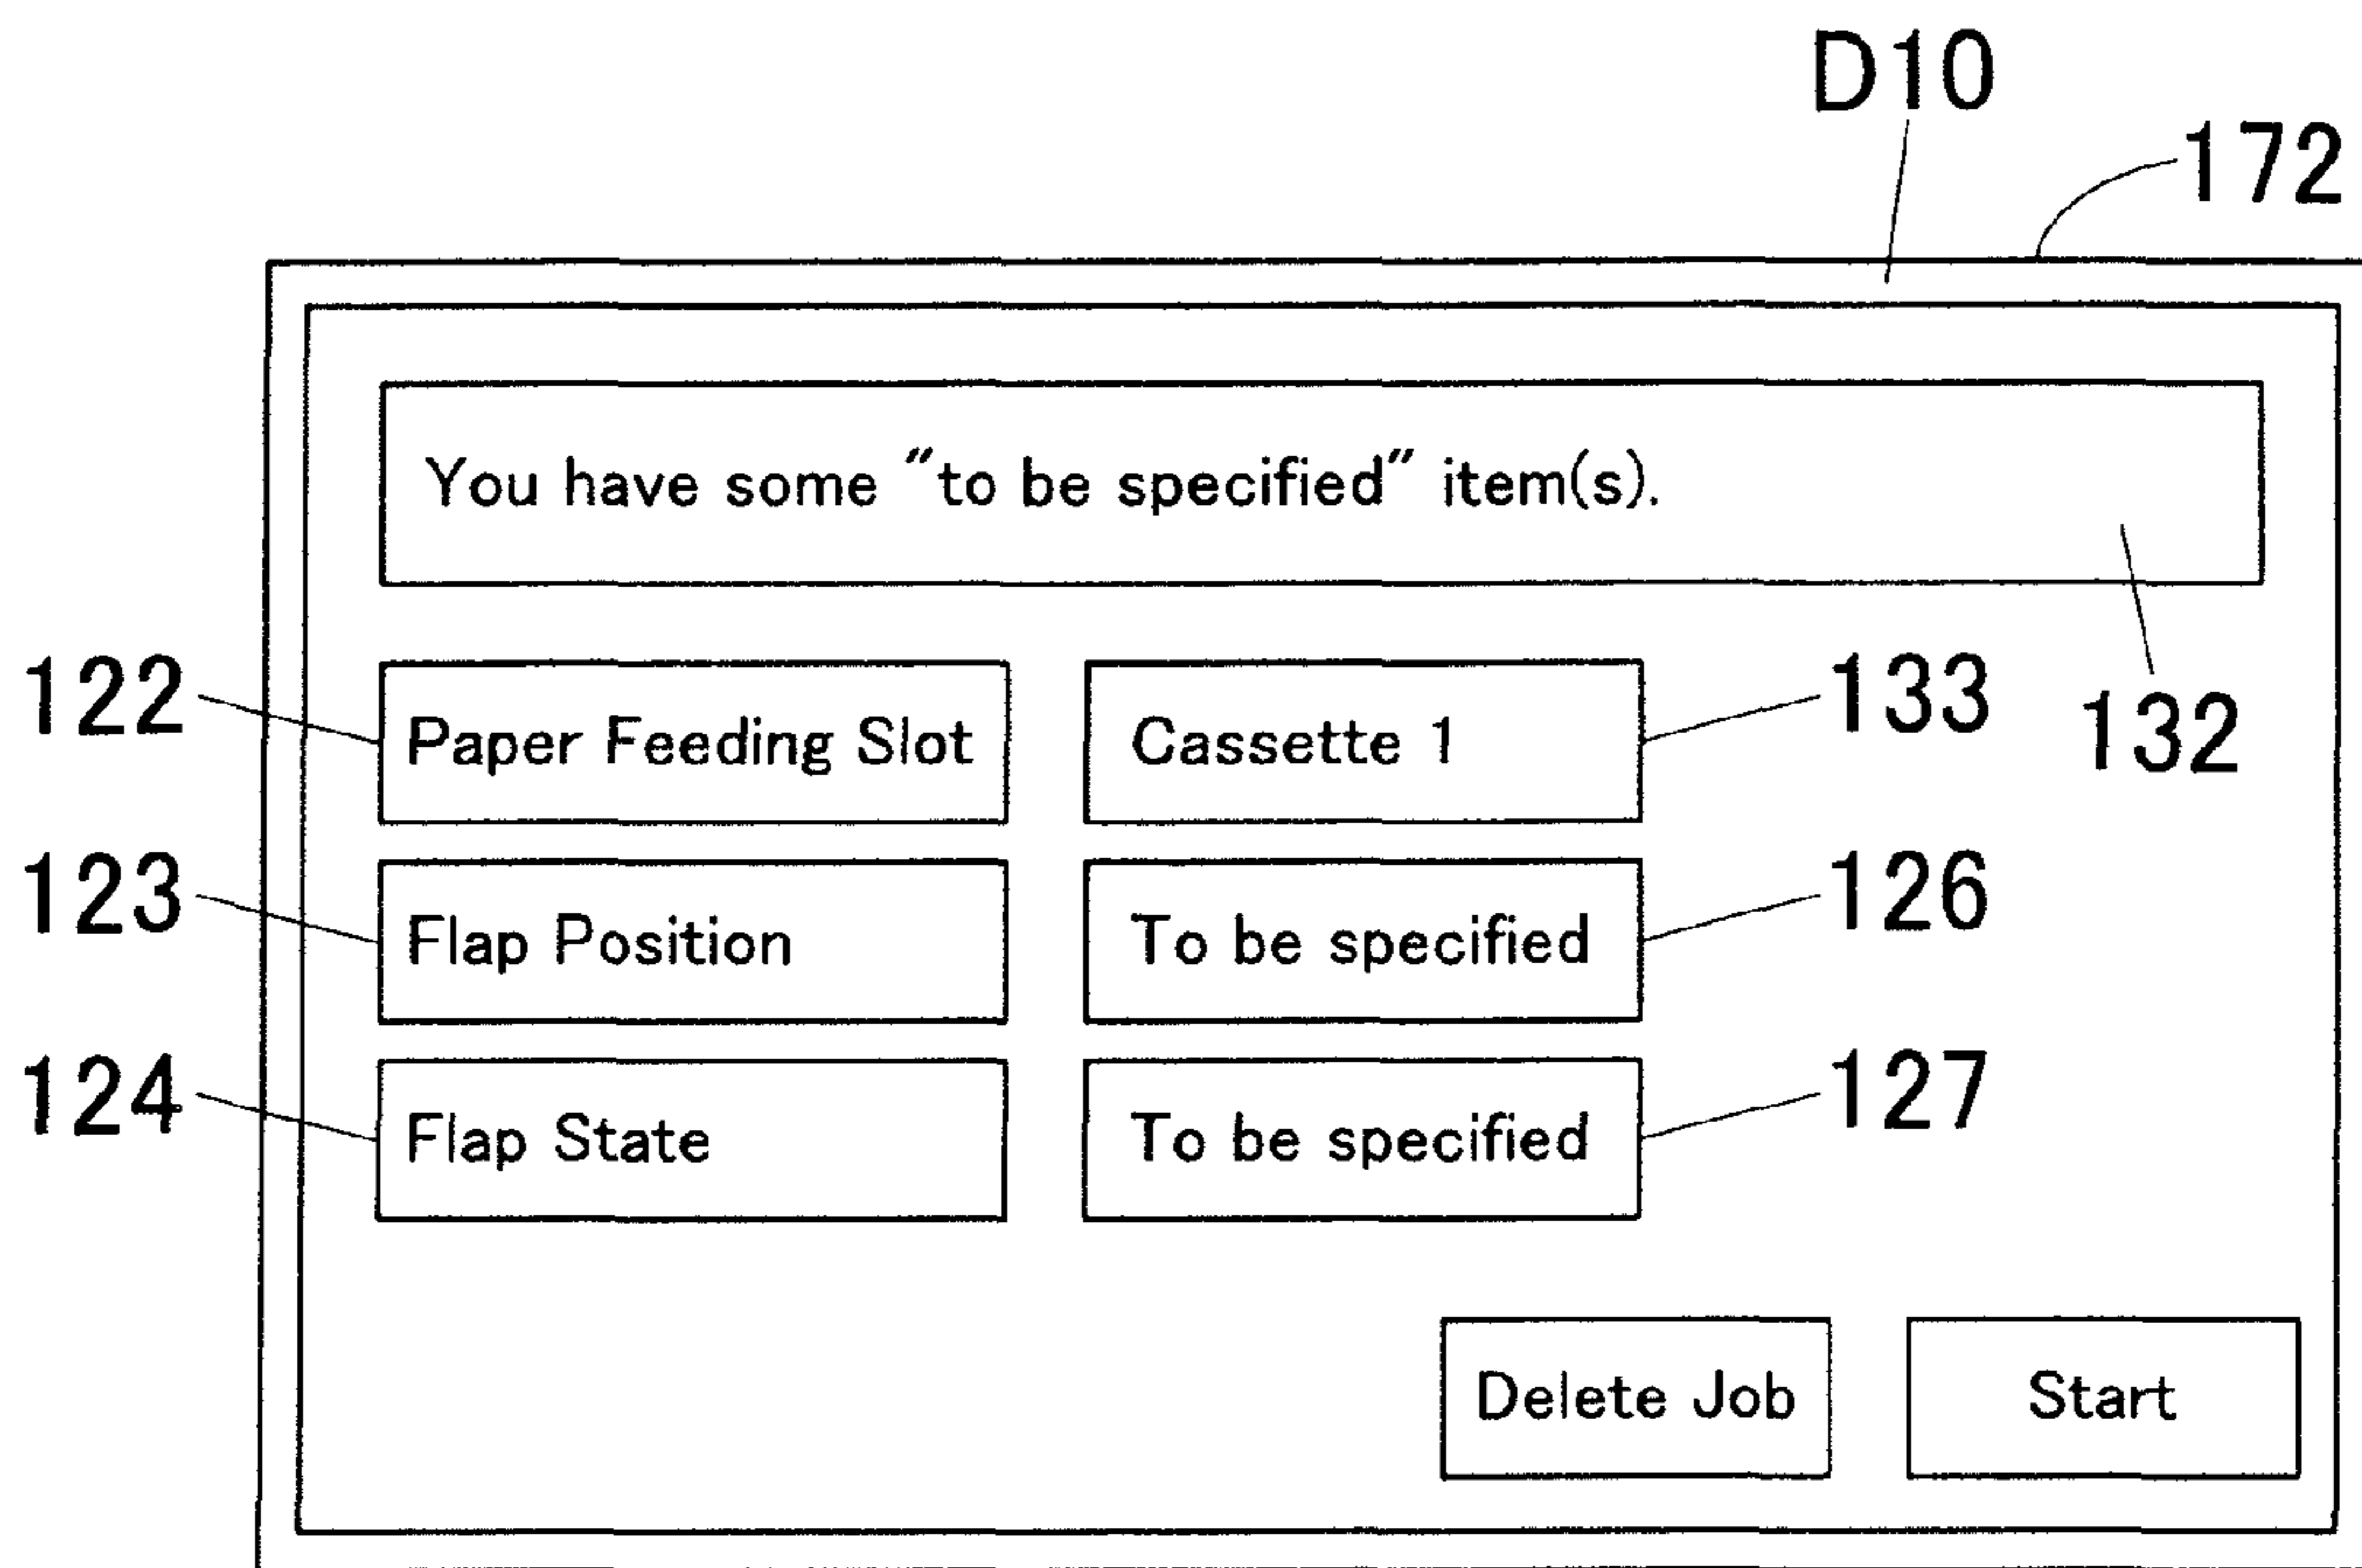 D10
172
You have some "to be specified" item(s).
132
122 Paper Feeding Slot Cassette 1 133
123 Flap Position To be specified 126
124 Flap State To be specified 127
Delete Job Start